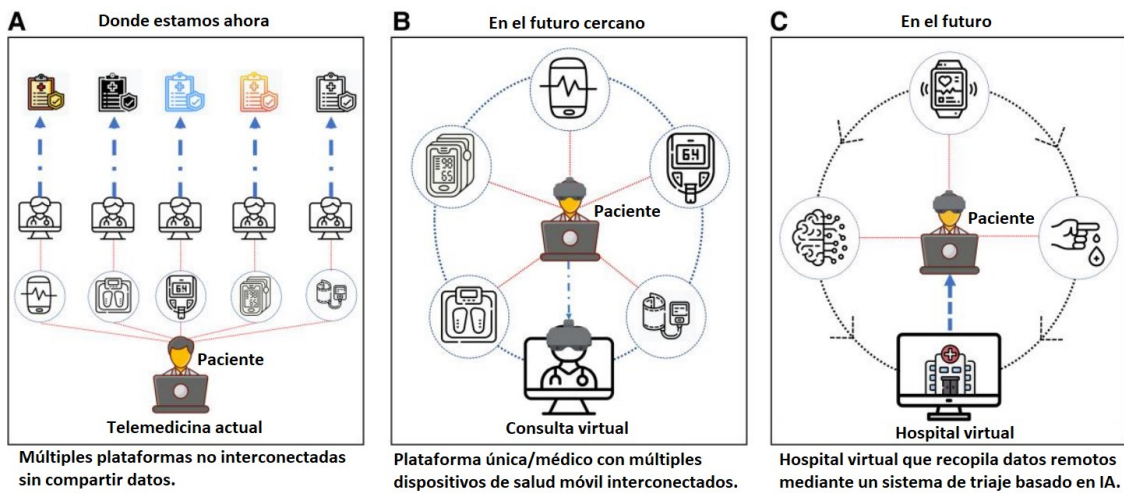 A
Donde estamos ahora
Paciente
Telemedicina actual
Múltiples plataformas no interconectadas
sin compartir datos.
B
En el futuro cercano
98
65
64
Paciente
Consulta virtual
Plataforma única/médico con múltiples
dispositivos de salud móvil interconectados.
C
En el futuro
Paciente
Hospital virtual
Hospital virtual que recopila datos remotos
mediante un sistema de triaje basado en IA.